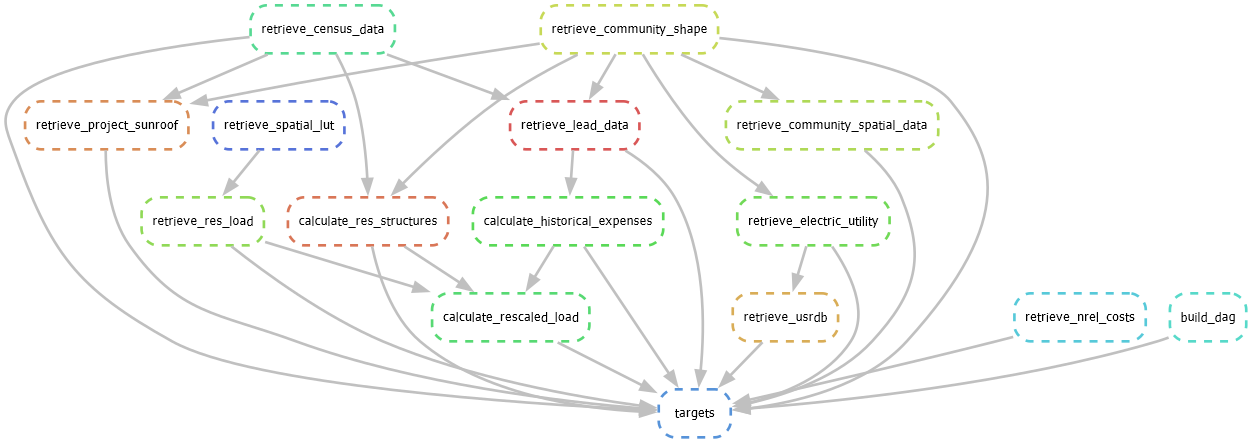 retrieve_census_data
retrieve_community_shape
retrieve_project_sunroof
retrieve_spatial_lut
retrieve_lead_data
retrieve_community_spatial_data
retrieve_res_load
calculate_res_structures
calculate_historical_expenses
retrieve_electric_utility
calculate_rescaled_load
retrieve_usrdb
retrieve_nrel_costs
build_dag
targets